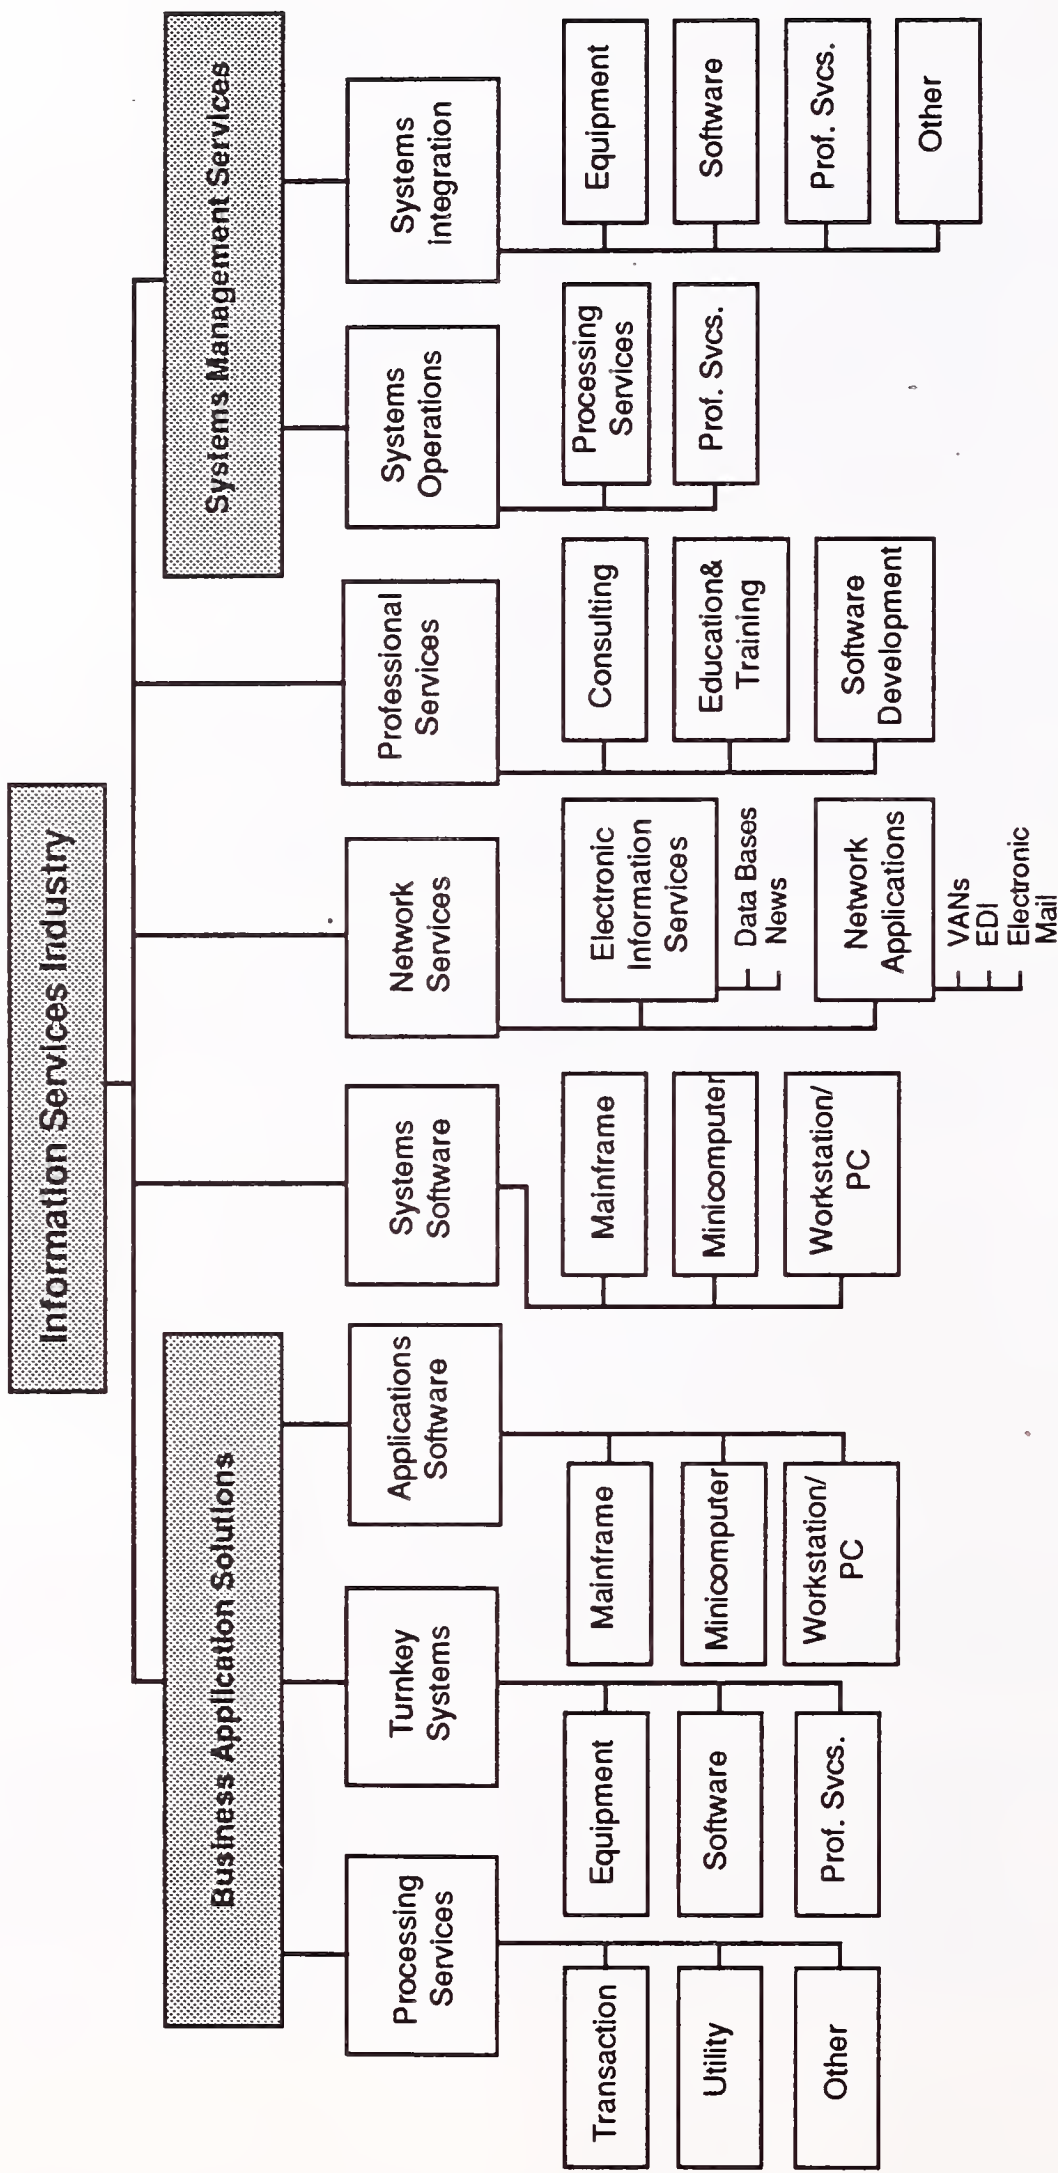 Information Services Industry
Business Application Solutions
Systems Management Services
Processing
Services
Turnkey
Systems
Applications
Software
Systems
Software
Network
Services
Professional
Services
Systems
Operations
Systems
integration
Transaction
Utility
Other
Equipment
Software
Prof. Svcs.
Mainframe
Minicomputer
Workstation/
PC
Mainframe
Minicomputer
Workstation/
PC
Electronic
Information
Services
Data Bases
News
Network
Applications
VANs
EDI
Electronic
Mail
Consulting
Education&
Training
Software
Development
Processing
Services
Prof. Svcs.
Equipment
Software
Prof. Svcs.
Other